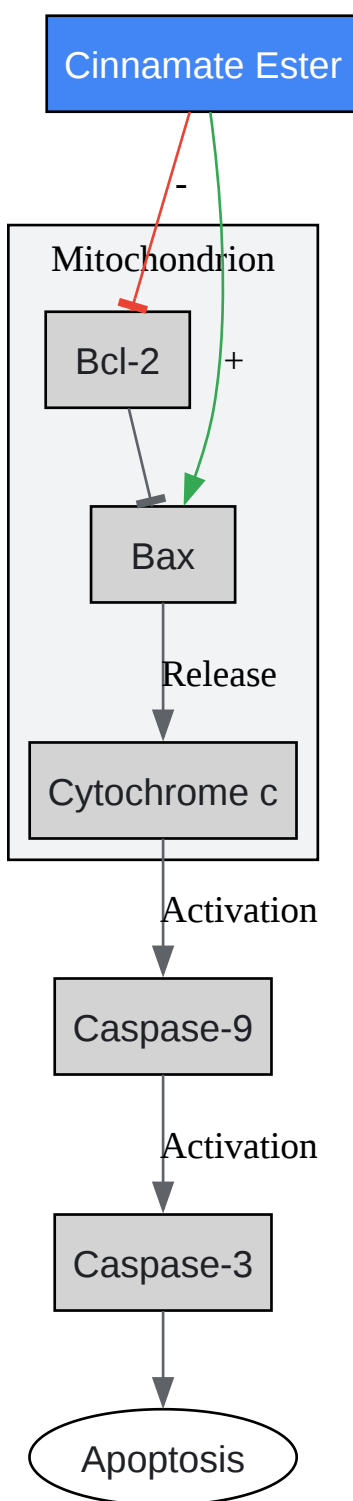 Cinnamate Ester
-
Mitochondrion
Bcl-2
+
Bax
Release
Cytochrome c
Activation
Caspase-9
Activation
Caspase-3
Apoptosis